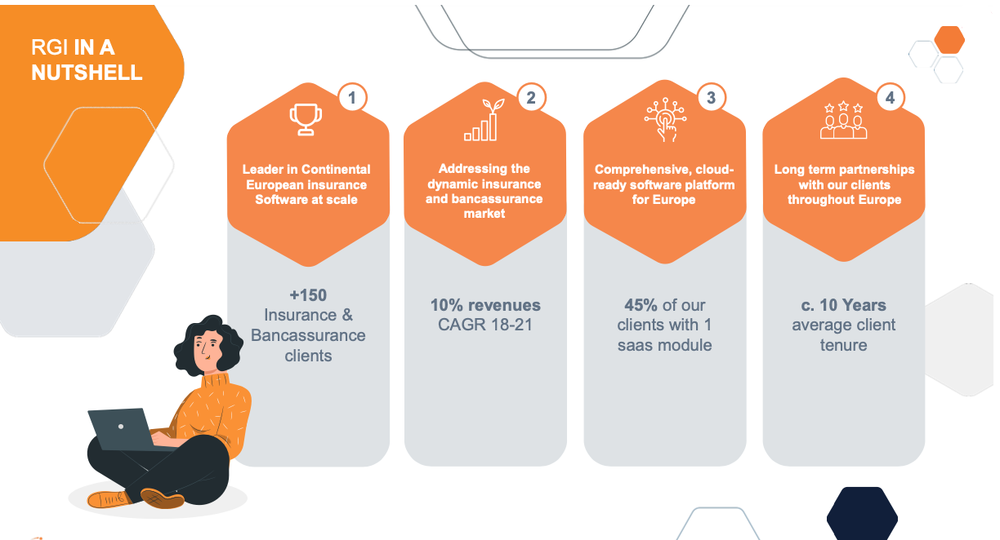 RGI IN A
NUTSHELL
1
Leader in Continental
European insurance
Software at scale
+150
Insurance &
Bancassurance
clients
2
Addressing the
dynamic insurance
and bancassurance
market
10% revenues
CAGR 18-21
3
Comprehensive, cloud-
ready software platform
for Europe
45% of our
clients with 1
saas module
4
Long term partnerships
with our clients
throughout Europe
c. 10 Years
average client
tenure